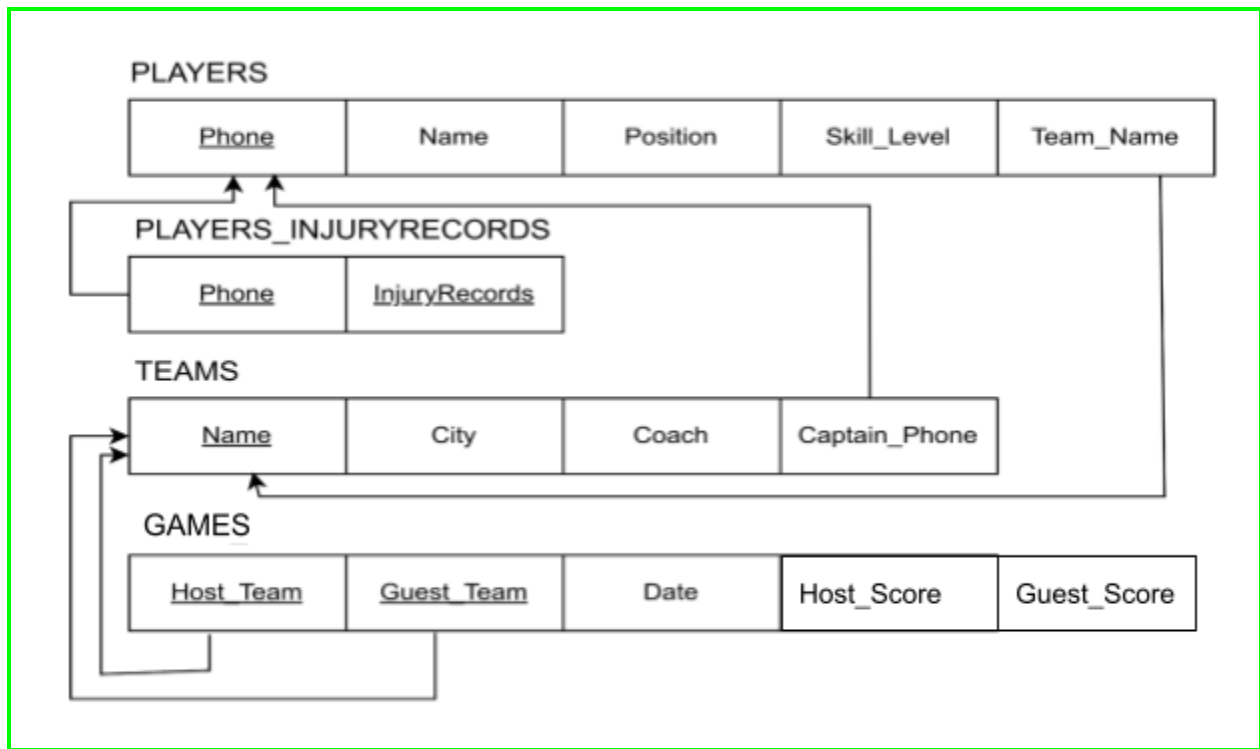 PLAYERS
Phone Name Position Skill_Level Team_Name
PLAYERS_INJURYRECORDS
Phone InjuryRecords
TEAMS
Name City Coach Captain_Phone
GAMES
Host_Team Guest_Team Date Host_Score Guest_Score